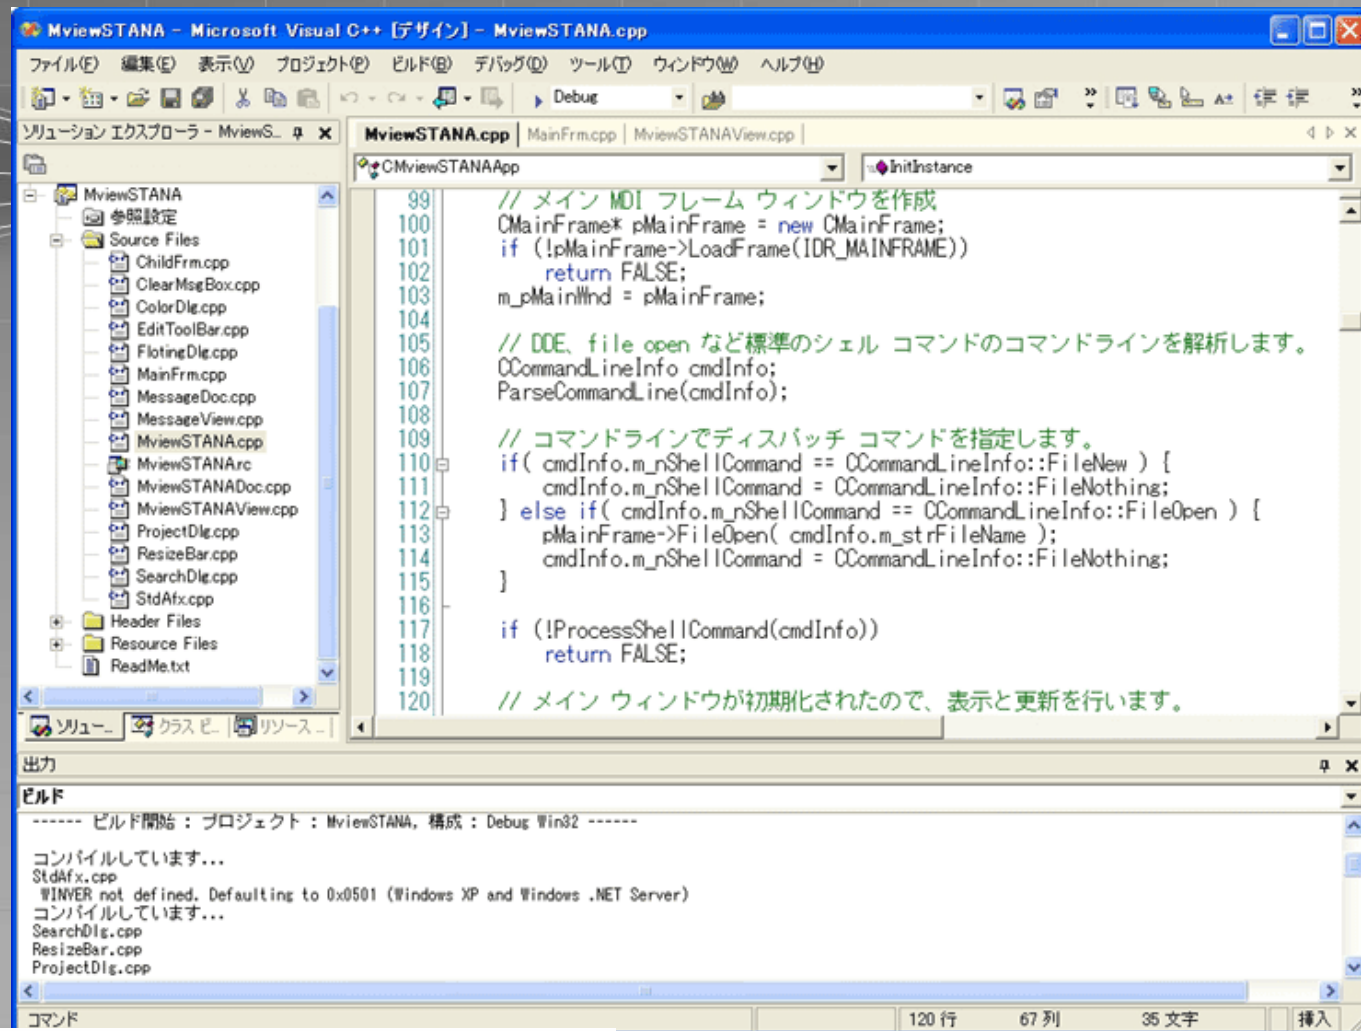 MviewSTANA - Microsoft Visual C++ [デザイン] - MviewSTANA.cpp
ファイル(F) 編集(E) 表示(V) プロジェクト(P) ビルド(B) デバッグ(D) ツール(T) ウィンドウ(W) ヘルプ(H)
Debug
ソリューション エクスプローラ - MviewS...
MviewSTANA.cpp MainFrm.cpp MviewSTANAView.cpp
CMviewSTANAApp InitInstance
MviewSTANA
参照設定
Source Files
ChildFrm.cpp
ClearMsgBox.cpp
ColorDlg.cpp
EditToolBar.cpp
FlotingDlg.cpp
MainFrm.cpp
MessageDoc.cpp
MessageView.cpp
MviewSTANA.cpp
MviewSTANA.rc
MviewSTANADoc.cpp
MviewSTANAView.cpp
ProjectDlg.cpp
ResizeBar.cpp
SearchDlg.cpp
StdAfx.cpp
Header Files
Resource Files
ReadMe.txt
ソリュー... クラス ビ... リソース ...
99 // メイン MDI フレーム ウィンドウを作成
100 CMainFrame* pMainFrame = new CMainFrame;
101 if (!pMainFrame->LoadFrame(IDR_MAINFRAME))
102 return FALSE;
103 m_pMainWnd = pMainFrame;
104
105 // DDE、file open など標準のシェル コマンドのコマンドラインを解析します。
106 CCommandLineInfo cmdInfo;
107 ParseCommandLine(cmdInfo);
108
109 // コマンドラインでディスパッチ コマンドを指定します。
110 if( cmdInfo.m_nShellCommand == CCommandLineInfo::FileNew ) {
111 cmdInfo.m_nShellCommand = CCommandLineInfo::FileNothing;
112 } else if( cmdInfo.m_nShellCommand == CCommandLineInfo::FileOpen ) {
113 pMainFrame->FileOpen( cmdInfo.m_strFileName );
114 cmdInfo.m_nShellCommand = CCommandLineInfo::FileNothing;
115 }
116
117 if (!ProcessShellCommand(cmdInfo))
118 return FALSE;
119
120 // メイン ウィンドウが初期化されたので、表示と更新を行います。
出力
ビルド
------ ビルド開始 : プロジェクト : MviewSTANA, 構成 : Debug Win32 ------
コンパイルしています...
StdAfx.cpp
WINVER not defined. Defaulting to 0x0501 (Windows XP and Windows .NET Server)
コンパイルしています...
SearchDlg.cpp
ResizeBar.cpp
ProjectDlg.cpp
コマンド 120 行 67 列 35 文字 挿入